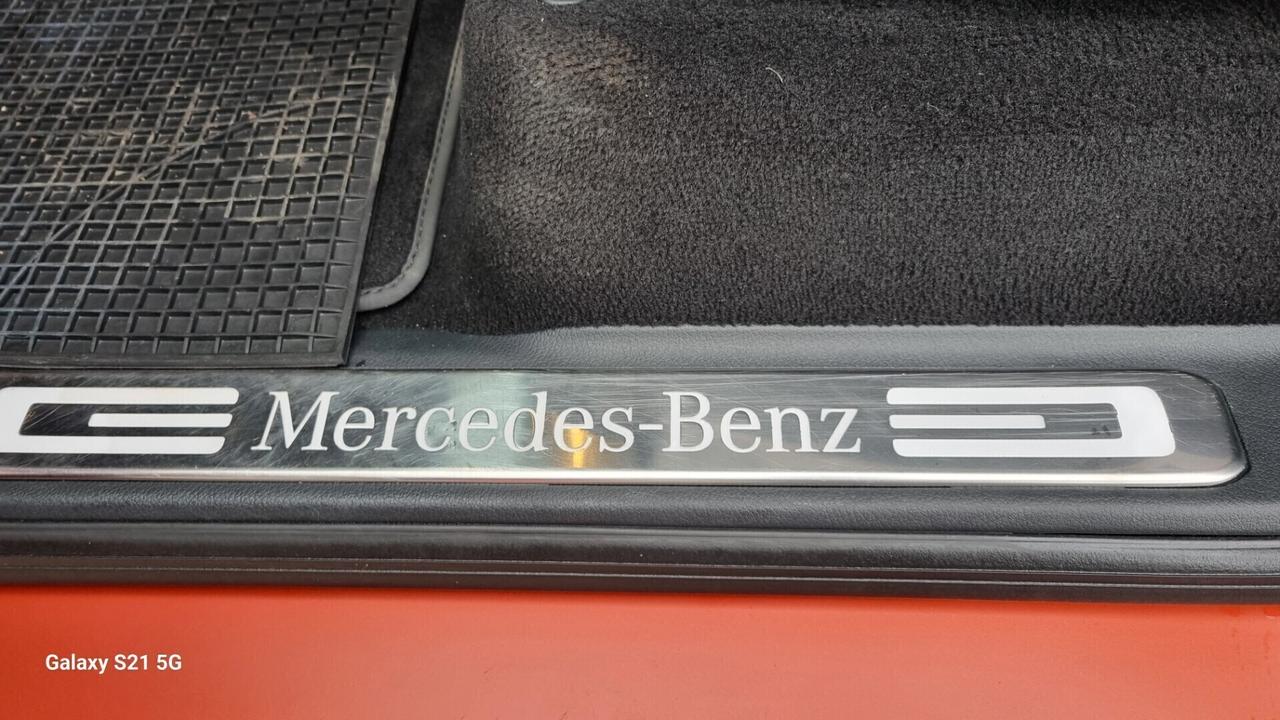 Mercedes-Benz
Galaxy S21 5G